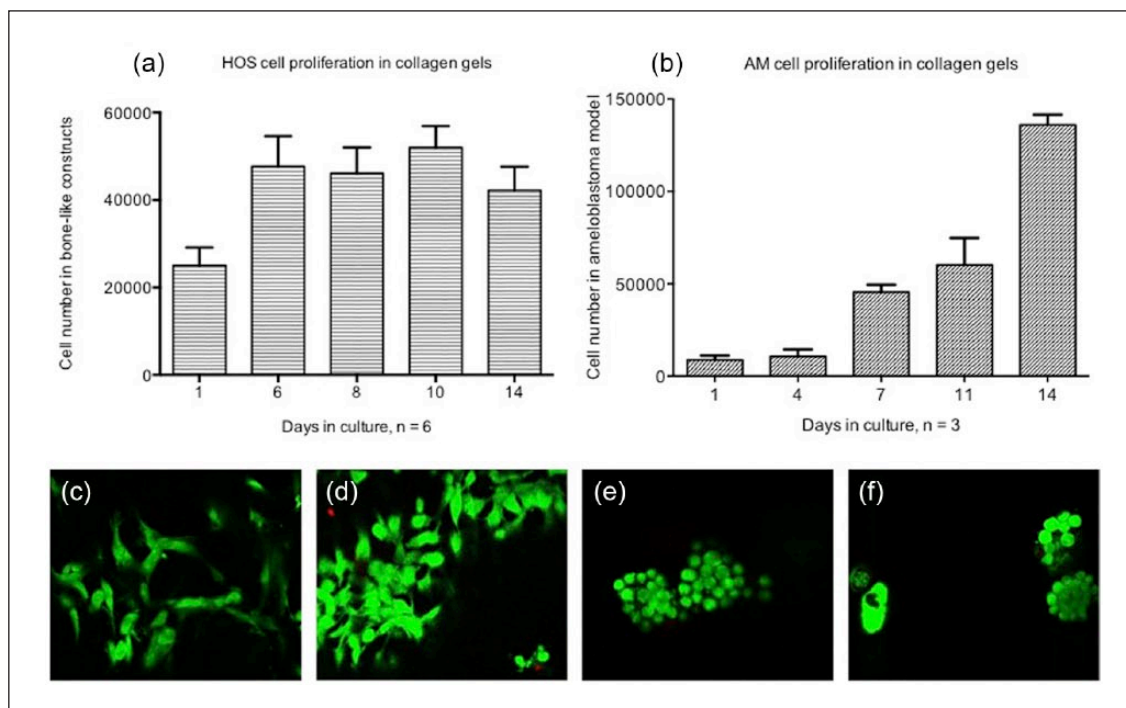 (a)
HOS cell proliferation in collagen gels
Cell number in bone-like constructs
60000
40000
20000
0
1 6 8 10 14
Days in culture, n = 6
(b)
AM cell proliferation in collagen gels
Cell number in ameloblastoma model
150000
100000
50000
0
1 4 7 11 14
Days in culture, n = 3
(c)
(d)
(e)
(f)